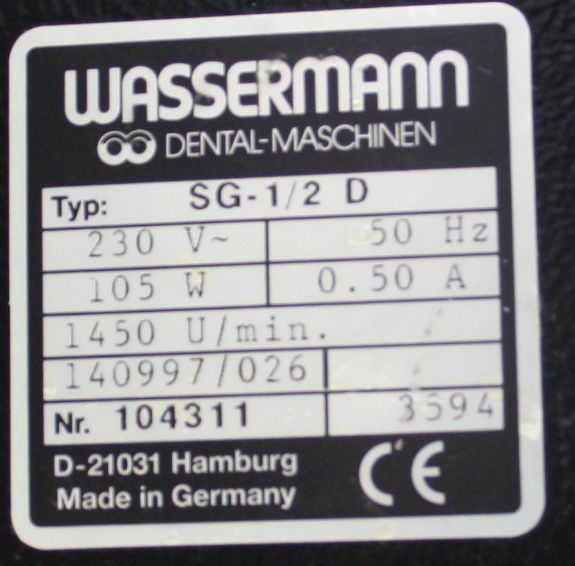 WASSERMANN
DENTAL-MASCHINEN
Typ: SG-1/2 D
230 V~ 50 Hz
105 W 0.50 A
1450 U/min.
140997/026
Nr. 104311 3594
D-21031 Hamburg
Made in Germany
CE